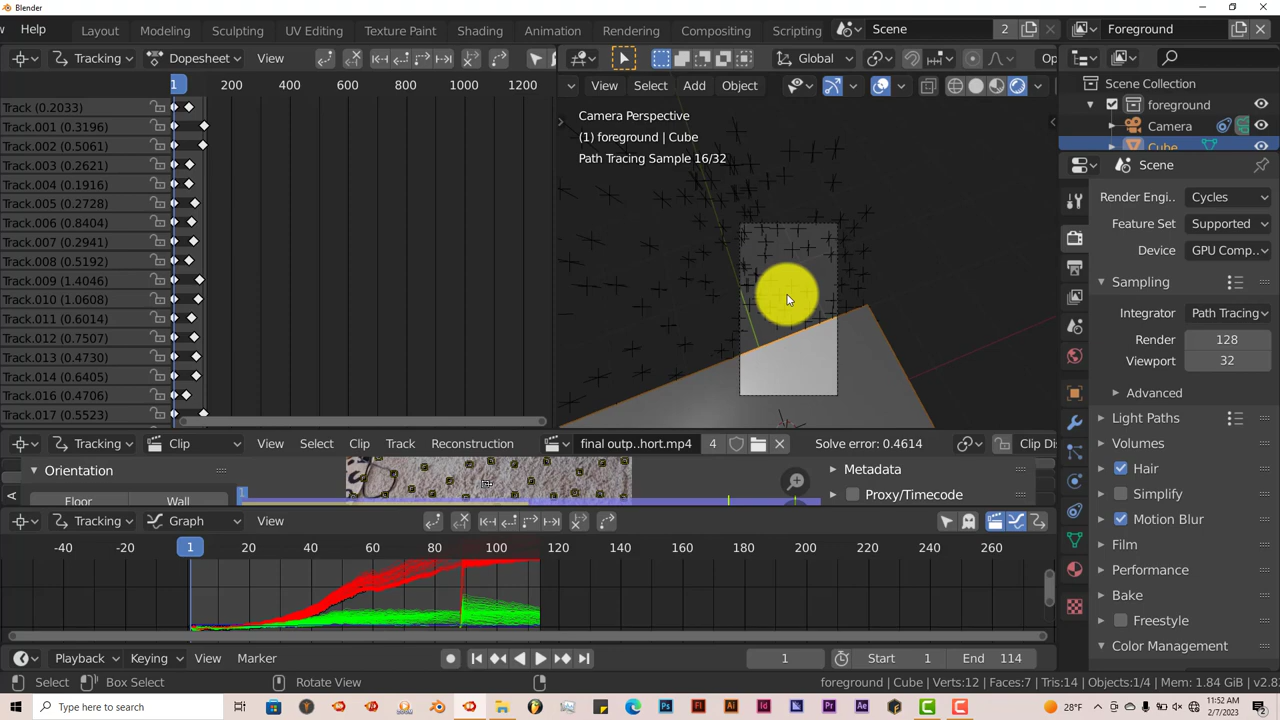 Blender
Help Layout Modeling Sculpting UV Editing Texture Paint Shading Animation Compositing Rendering Scripting Scene 2 Foreground
Tracking Dopesheet View Global Op
200 400 600 800 1000 1200
1
View Select Add Object
Track (0.2033)
Track.001 (0.3196)
Track.002 (0.5061)
Track.003 (0.2621)
Track.004 (0.1916)
Track.005 (0.2728)
Track.006 (0.8404)
Track.007 (0.2941)
Track.008 (0.5192)
Track.009 (1.4046)
Track.010 (1.0608)
Track.011 (0.6014)
Track.012 (0.7507)
Track.013 (0.4730)
Track.014 (0.6405)
Track.016 (0.4706)
Track.017 (0.5523)
Camera Perspective
(1) foreground | Cube
Path Tracing Sample 16/32
Scene Collection
foreground
Camera
Cube
Scene
Render Engi.. Cycles
Feature Set Supported
Device GPU Comp...
Sampling
Integrator Path Tracing
Render 128
Viewport 32
Advanced
Light Paths
Volumes
Hair
Simplify
Motion Blur
Film
Performance
Bake
Freestyle
Color Management
Tracking Clip View Select Clip Track Reconstruction final outp..hort.mp4 4 Solve error: 0.4614 Clip Di
Orientation
Floor Wall
A
1
Metadata
Proxy/Timecode
Tracking Graph View
-40 -20 1 20 40 60 80 100 120 140 160 180 200 220 240 260
Playback Keying View Marker 1 Start 1 End 114
Select Box Select Rotate View foreground | Cube | Verts:12 | Faces:7 | Tris:14 | Objects:1/4 | Mem: 1.84 GiB | v2.8
Type here to search
28°F
11:52 AM
2/7/2023